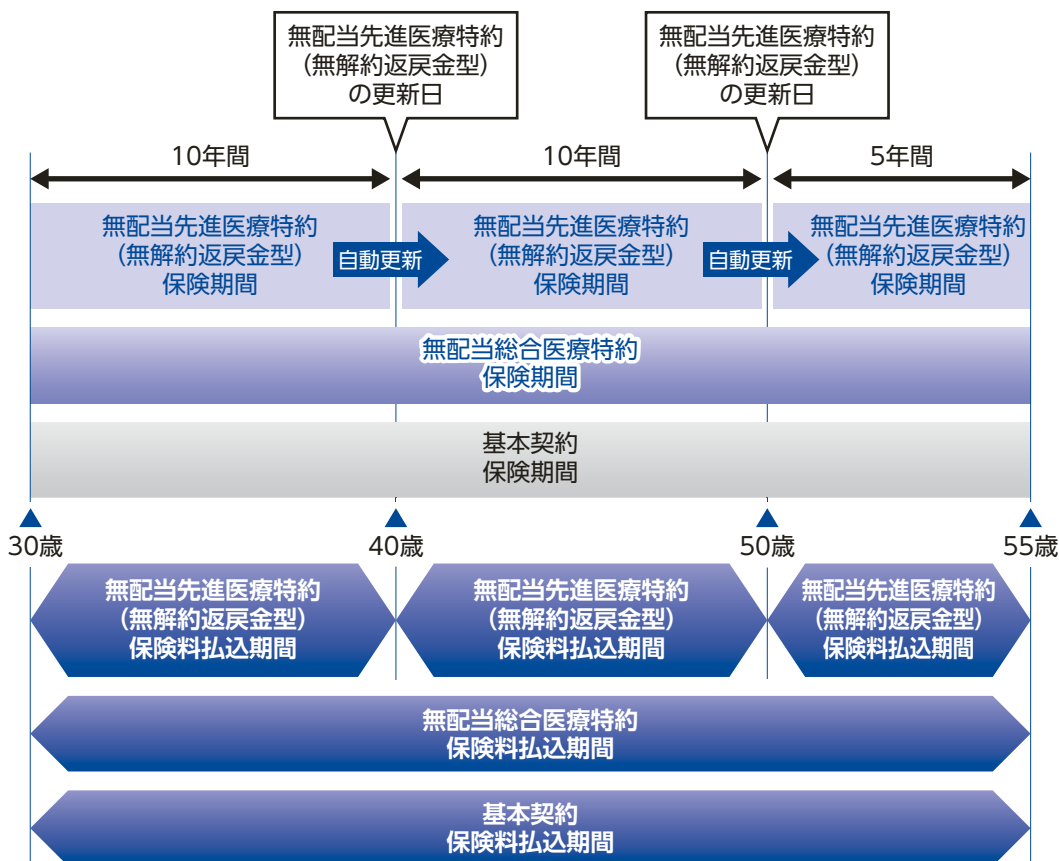 無配当先進医療特約
（無解約返戻金型）
の更新日
無配当先進医療特約
（無解約返戻金型）
の更新日
10年間
10年間
5年間
無配当先進医療特約
（無解約返戻金型）
保険期間
自動更新
無配当先進医療特約
（無解約返戻金型）
保険期間
自動更新
無配当先進医療特約
（無解約返戻金型）
保険期間
無配当総合医療特約
保険期間
基本契約
保険期間
30歳
40歳
50歳
55歳
無配当先進医療特約
（無解約返戻金型）
保険料払込期間
無配当先進医療特約
（無解約返戻金型）
保険料払込期間
無配当先進医療特約
（無解約返戻金型）
保険料払込期間
無配当総合医療特約
保険料払込期間
基本契約
保険料払込期間